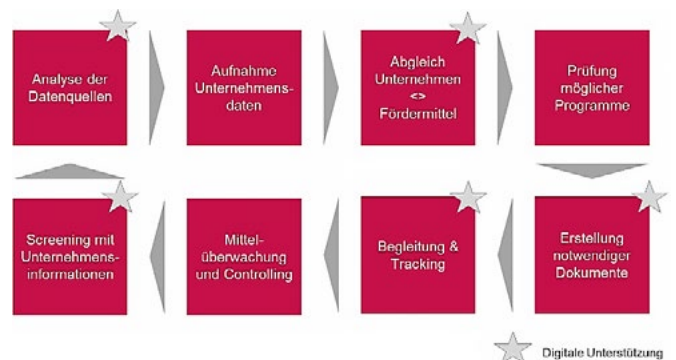 Analyse der
Datenquellen
Aufnahme
Unternehmens-
daten
Abgleich
Unternehmen
<>
Fördermittel
Prüfung
möglicher
Programme
Erstellung
notwendiger
Dokumente
Begleitung &
Tracking
Mittel-
überwachung
und Controlling
Screening mit
Unternehmens-
informationen
Digitale Unterstützung